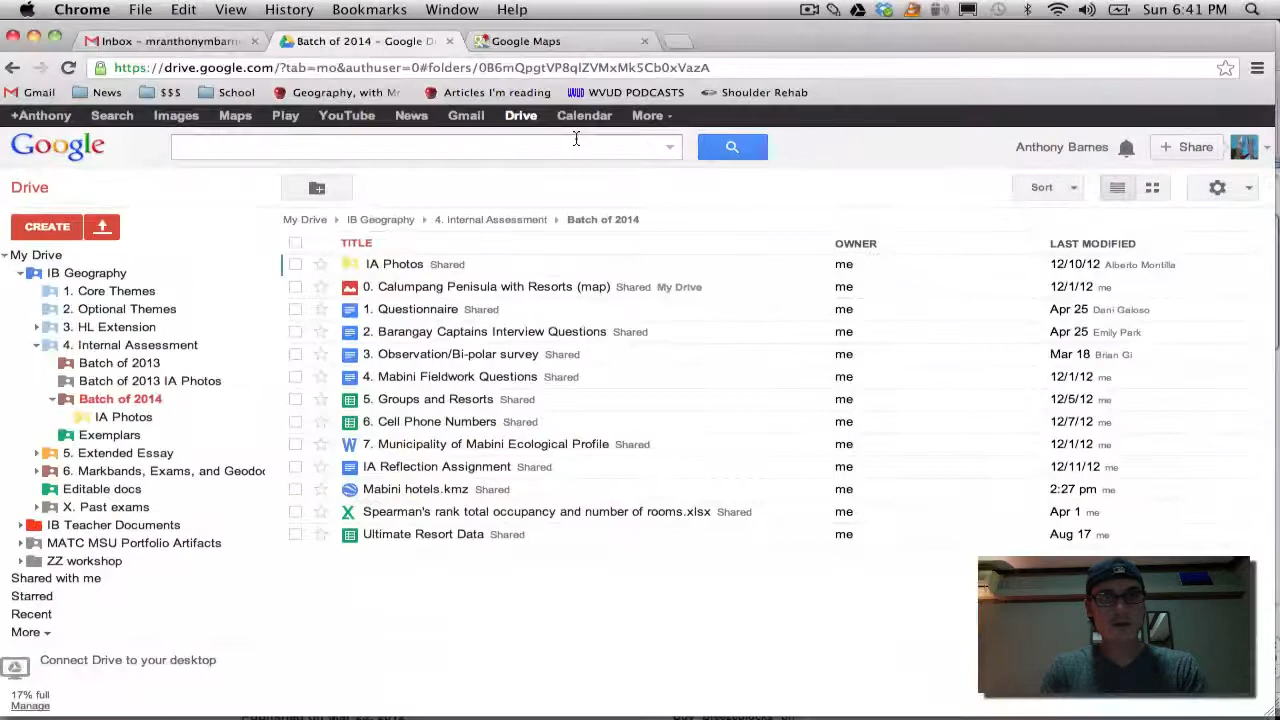 Chrome File Edit View History Bookmarks Window Help Sun 6:41 PM
Inbox – mranthonymbarn Batch of 2014 – Google D Google Maps
https://drive.google.com/?tab=mo&authuser=0#folders/0B6mQpgtVP8qlZVMxMk5Cb0xVazA
Gmail News $$$ School Geography, with Mr Articles I'm reading WVUD PODCASTS Shoulder Rehab
+Anthony Search Images Maps Play YouTube News Gmail Drive Calendar More
Google Anthony Barnes + Share
Drive Sort
CREATE My Drive IB Geography 4. Internal Assessment Batch of 2014
TITLE OWNER LAST MODIFIED
My Drive
IA Photos Shared me 12/10/12 Alberto Montilla
IB Geography
0. Calumpang Penisula with Resorts (map) Shared My Drive me 12/1/12 me
1. Core Themes
1. Questionnaire Shared me Apr 25 Dani Galoso
2. Optional Themes
2. Barangay Captains Interview Questions Shared me Apr 25 Emily Park
3. HL Extension
3. Observation/Bi-polar survey Shared me Mar 18 Brian Gi
4. Internal Assessment
4. Mabini Fieldwork Questions Shared me 12/1/12 me
Batch of 2013
Batch of 2013 IA Photos
5. Groups and Resorts Shared me 12/5/12 me
Batch of 2014
6. Cell Phone Numbers Shared me 12/7/12 me
IA Photos
7. Municipality of Mabini Ecological Profile Shared me 12/1/12 me
Exemplars
IA Reflection Assignment Shared me 12/11/12 me
5. Extended Essay
6. Markbands, Exams, and Geodoc
Mabini hotels.kmz Shared me 2:27 pm me
Editable docs
Spearman's rank total occupancy and number of rooms.xlsx Shared me Apr 1 me
X. Past exams
Ultimate Resort Data Shared me Aug 17 me
IB Teacher Documents
MATC MSU Portfolio Artifacts
ZZ workshop
Shared with me
Starred
Recent
More
Connect Drive to your desktop
17% full
Manage